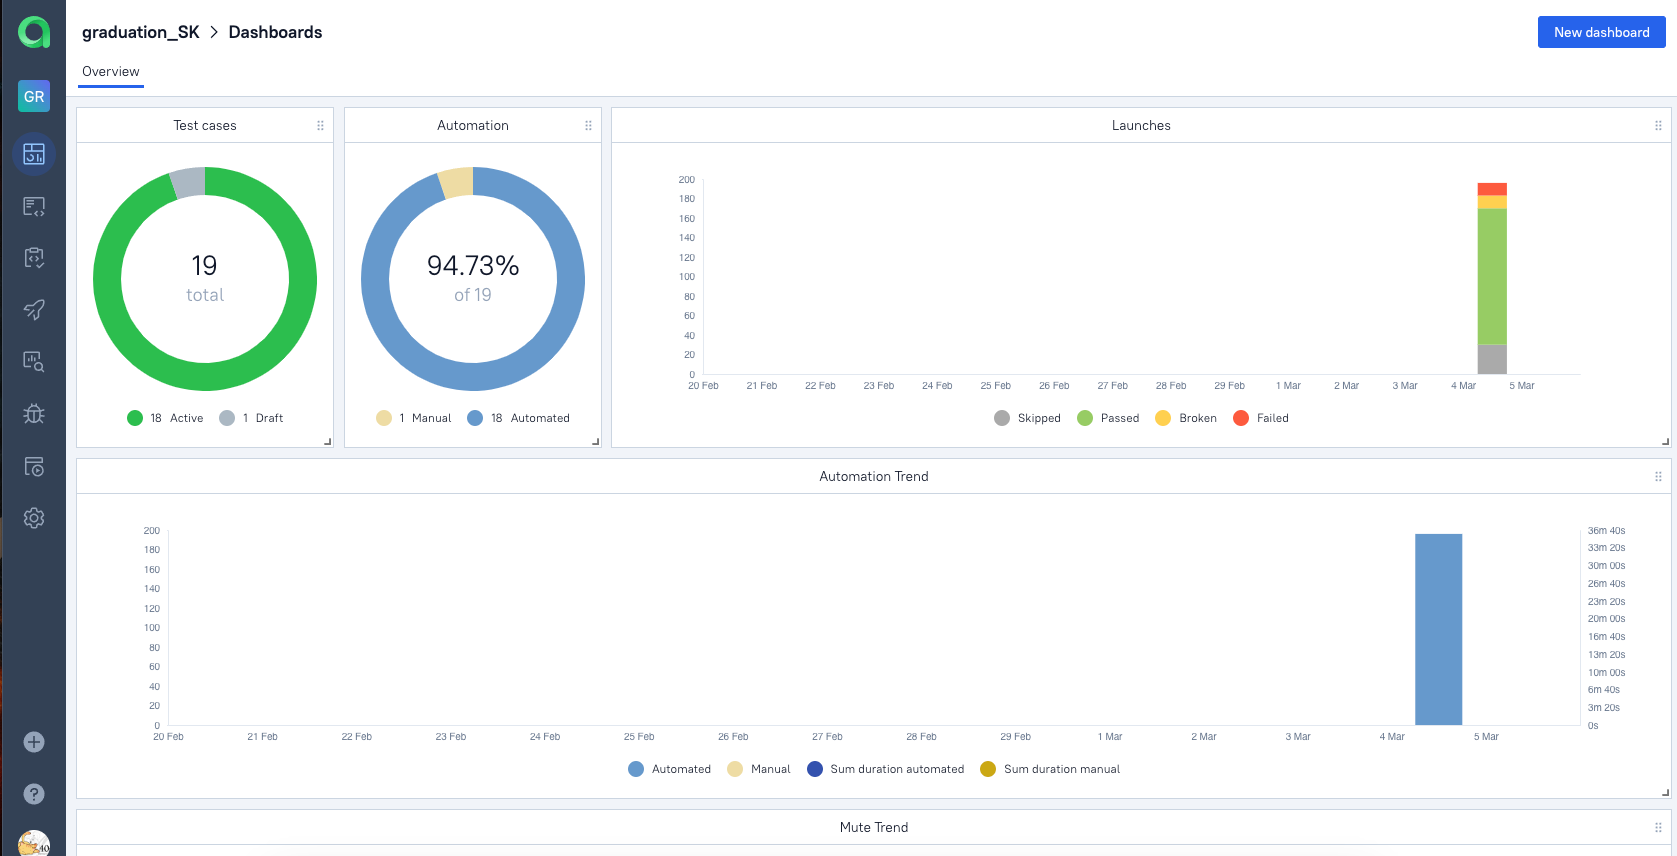 graduation_SK > Dashboards
New dashboard
Overview
GR
Test cases
19
total
18 Active
1 Draft
Automation
94.73%
of 19
1 Manual
18 Automated
Launches
200
180
160
140
120
100
80
60
40
20
0
20 Feb 21 Feb 22 Feb 23 Feb 24 Feb 25 Feb 26 Feb 27 Feb 28 Feb 29 Feb 1 Mar 2 Mar 3 Mar 4 Mar 5 Mar
Skipped Passed Broken Failed
Automation Trend
200
180
160
140
120
100
80
60
40
20
0
36m 40s
33m 20s
30m 00s
26m 40s
23m 20s
20m 00s
16m 40s
13m 20s
10m 00s
6m 40s
3m 20s
0s
20 Feb 21 Feb 22 Feb 23 Feb 24 Feb 25 Feb 26 Feb 27 Feb 28 Feb 29 Feb 1 Mar 2 Mar 3 Mar 4 Mar 5 Mar
Automated Manual Sum duration automated Sum duration manual
Mute Trend